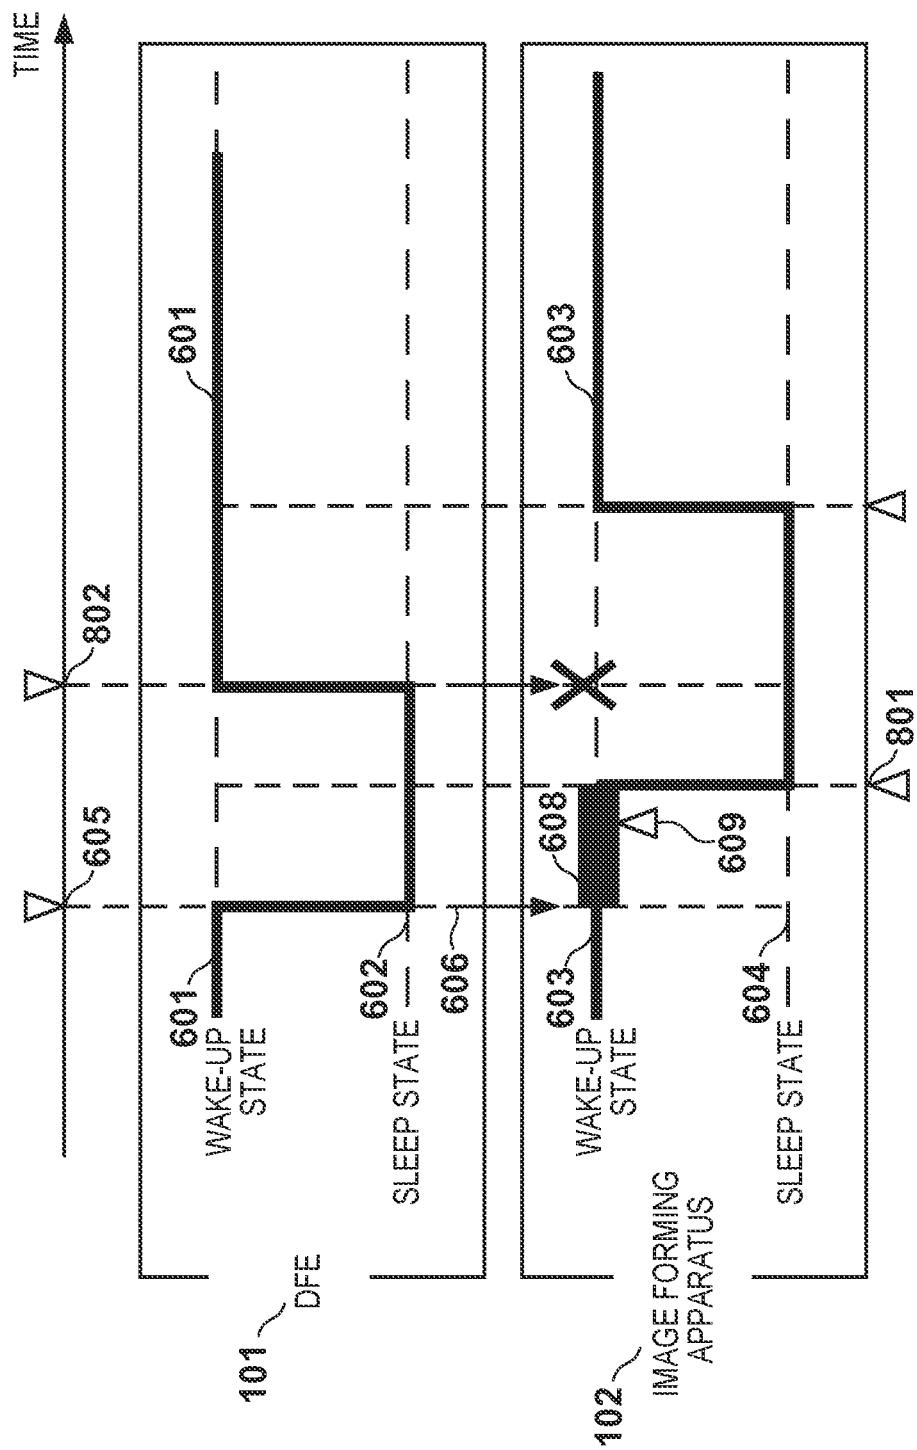 TIME
605
802
101
DFE
WAKE-UP
STATE
601
601
SLEEP STATE
602
606
102
IMAGE FORMING
APPARATUS
WAKE-UP
STATE
603
608
603
609
SLEEP STATE
604
801